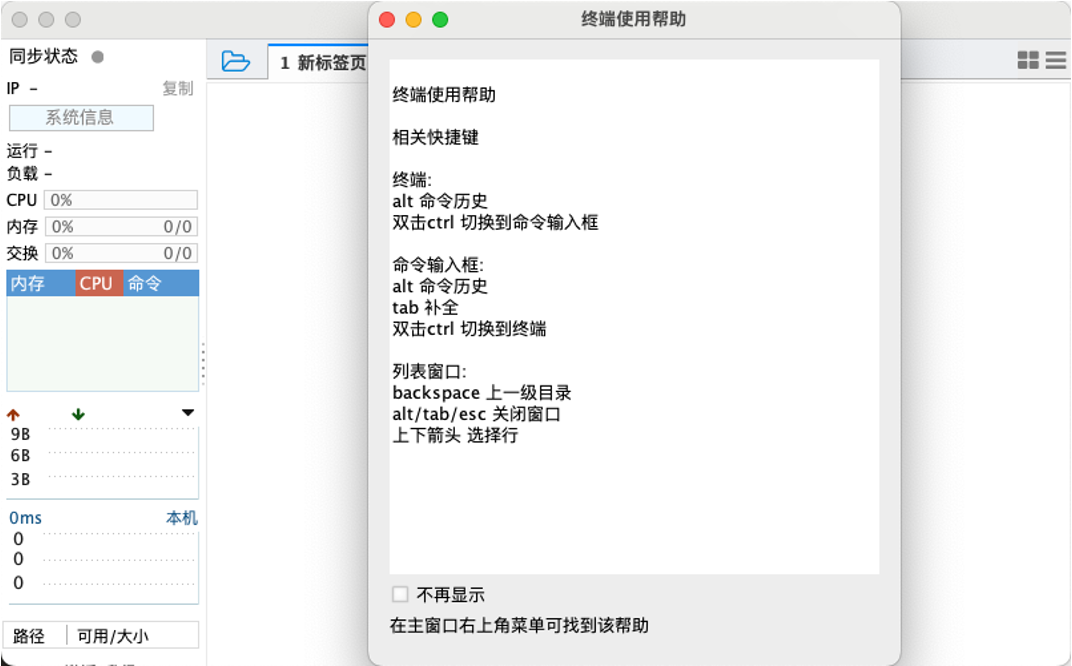 终端使用帮助
同步状态
IP -
复制
系统信息
运行 -
负载 -
CPU 0%
内存 0% 0/0
交换 0% 0/0
内存 CPU 命令
9B
6B
3B
0ms 本机
0
0
0
路径 可用/大小
1 新标签页
终端使用帮助
相关快捷键
终端:
alt 命令历史
双击ctrl 切换到命令输入框
命令输入框:
alt 命令历史
tab 补全
双击ctrl 切换到终端
列表窗口:
backspace 上一级目录
alt/tab/esc 关闭窗口
上下箭头 选择行
不再显示
在主窗口右上角菜单可找到该帮助